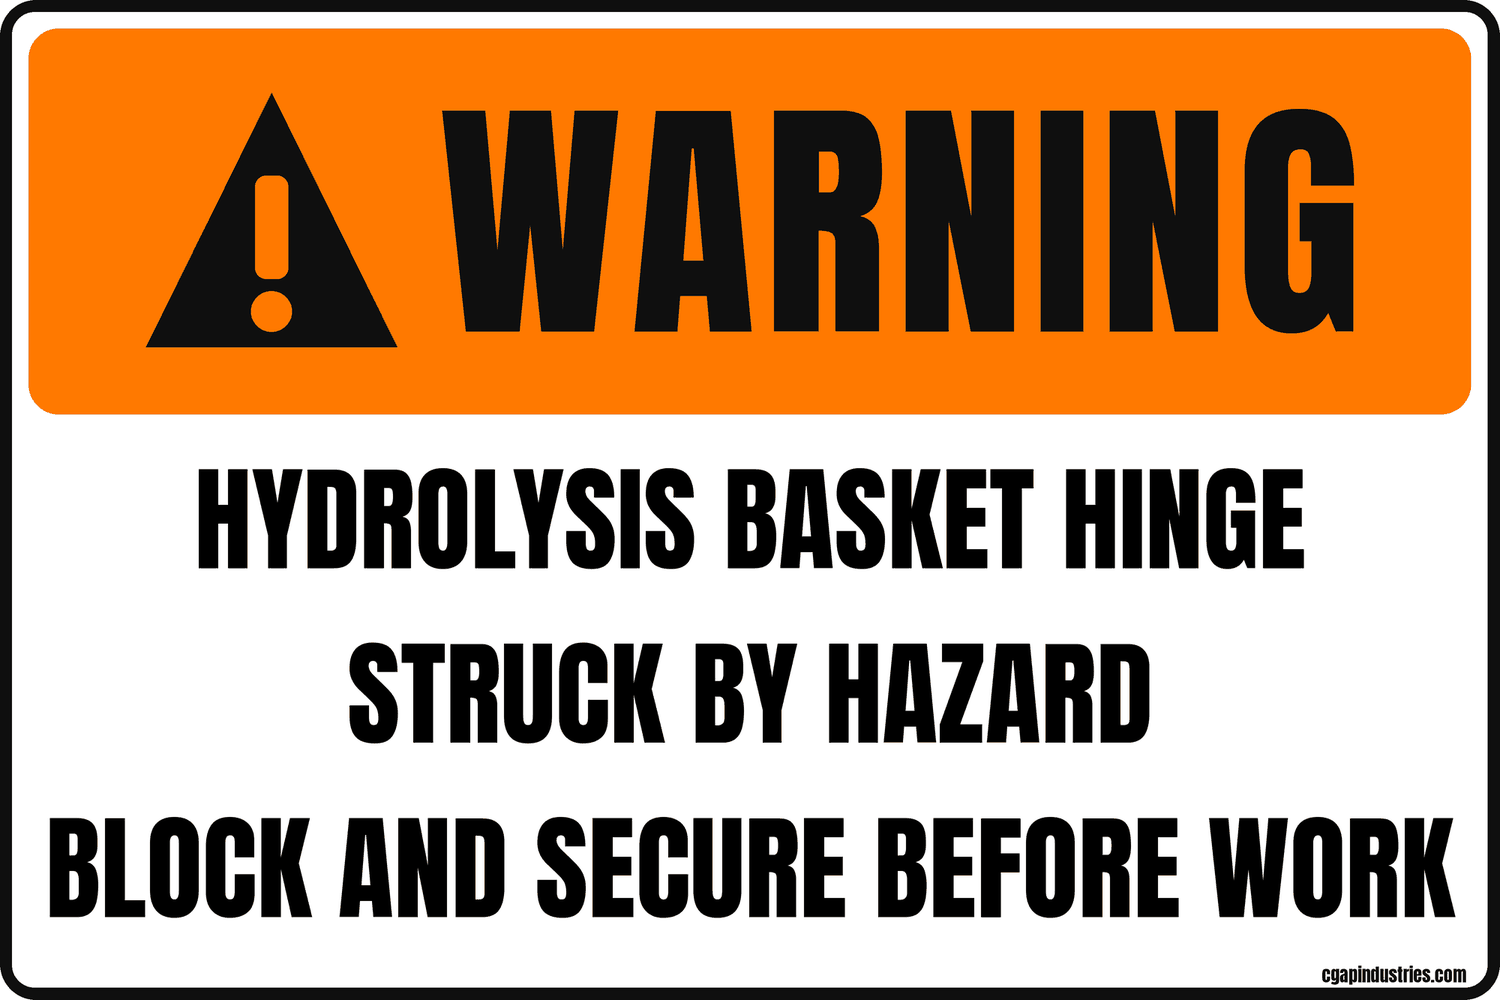 WARNING
HYDROLYSIS BASKET HINGE
STRUCK BY HAZARD
BLOCK AND SECURE BEFORE WORK
cgapindustries.com